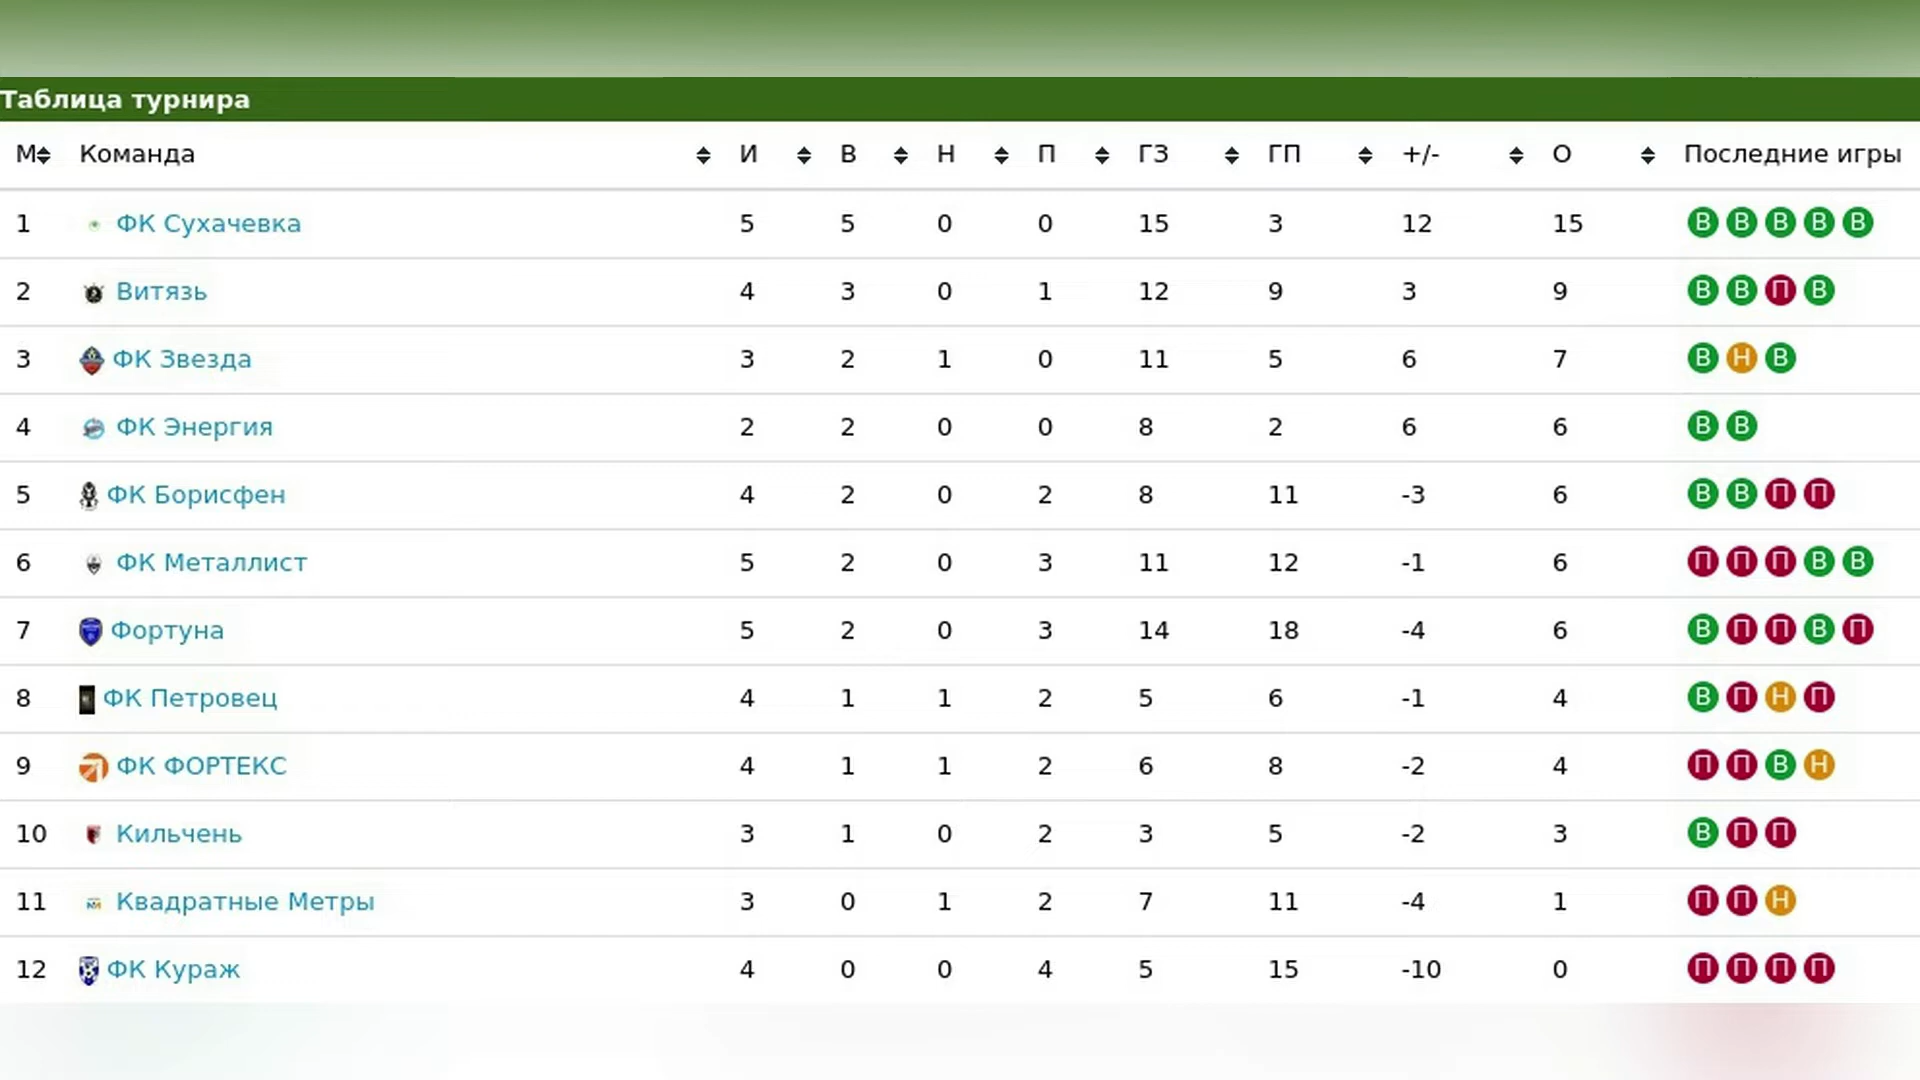 Таблица турнира
М Команда И В Н П ГЗ ГП +/- О Последние игры
1 ФК Сухачевка 5 5 0 0 15 3 12 15 В В В В В
2 Витязь 4 3 0 1 12 9 3 9 В В П В
3 ФК Звезда 3 2 1 0 11 5 6 7 В Н В
4 ФК Энергия 2 2 0 0 8 2 6 6 В В
5 ФК Борисфен 4 2 0 2 8 11 -3 6 В В П П
6 ФК Металлист 5 2 0 3 11 12 -1 6 П П П В В
7 Фортуна 5 2 0 3 14 18 -4 6 В П П В П
8 ФК Петровец 4 1 1 2 5 6 -1 4 В П Н П
9 ФК ФОРТЕКС 4 1 1 2 6 8 -2 4 П П В Н
10 Кильчень 3 1 0 2 3 5 -2 3 В П П
11 Квадратные Метры 3 0 1 2 7 11 -4 1 П П Н
12 ФК Кураж 4 0 0 4 5 15 -10 0 П П П П